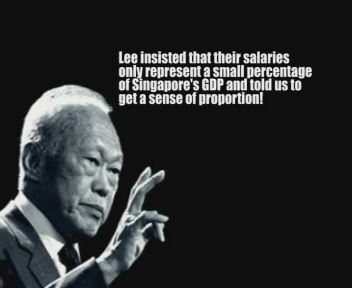 Lee insisted that their salaries
only represent a small percentage
of Singapore's GDP and told us to
get a sense of proportion!